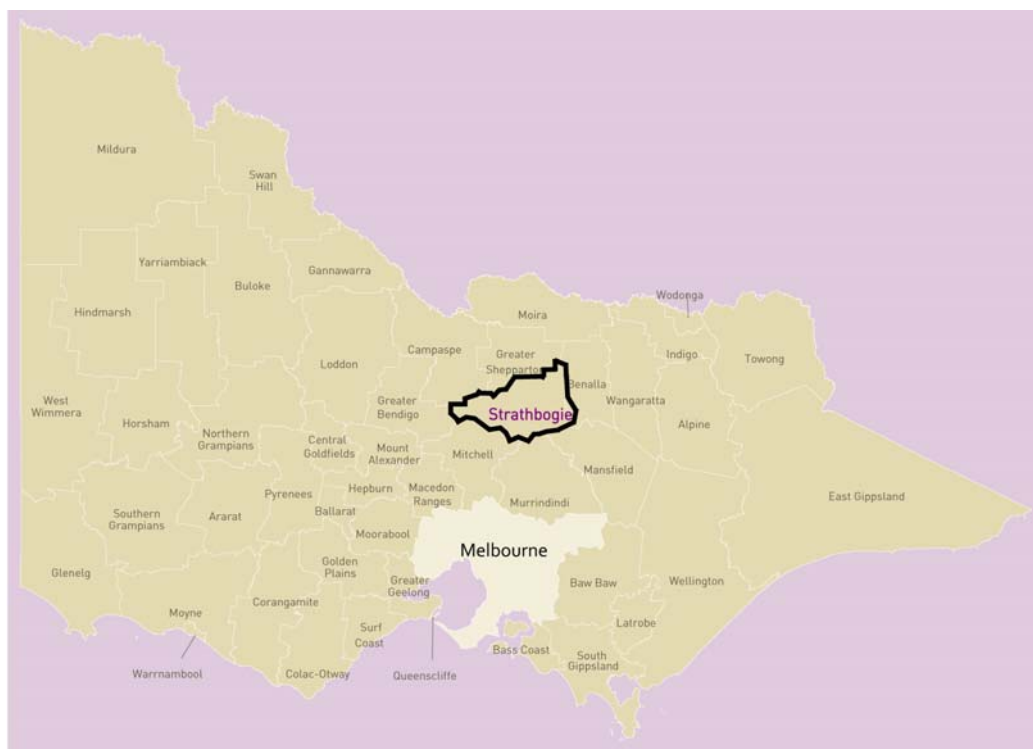 Mildura
Swan
Hill
Yarriambiack
Gannawarra
Buloke
Hindmarsh
Wodonga
Moira
Indigo
Towong
Campaspe
Greater
Shepparton
Loddon
Benalla
Wangaratta
West
Wimmera
Greater
Bendigo
Strathbogie
Horsham
Alpine
Northern
Grampians
Central
Goldfields
Mount
Alexander
Mitchell
Mansfield
Pyrenees
Hepburn
Macedon
Ranges
Murrindindi
East Gippsland
Southern
Grampians
Ararat
Ballarat
Moorabool
Melbourne
Golden
Plains
Glenelg
Greater
Geelong
Baw Baw
Wellington
Moyne
Corangamite
Surf
Coast
Latrobe
Bass Coast
South
Gippsland
Warrnambool
Colac-Otway
Queenscliffe